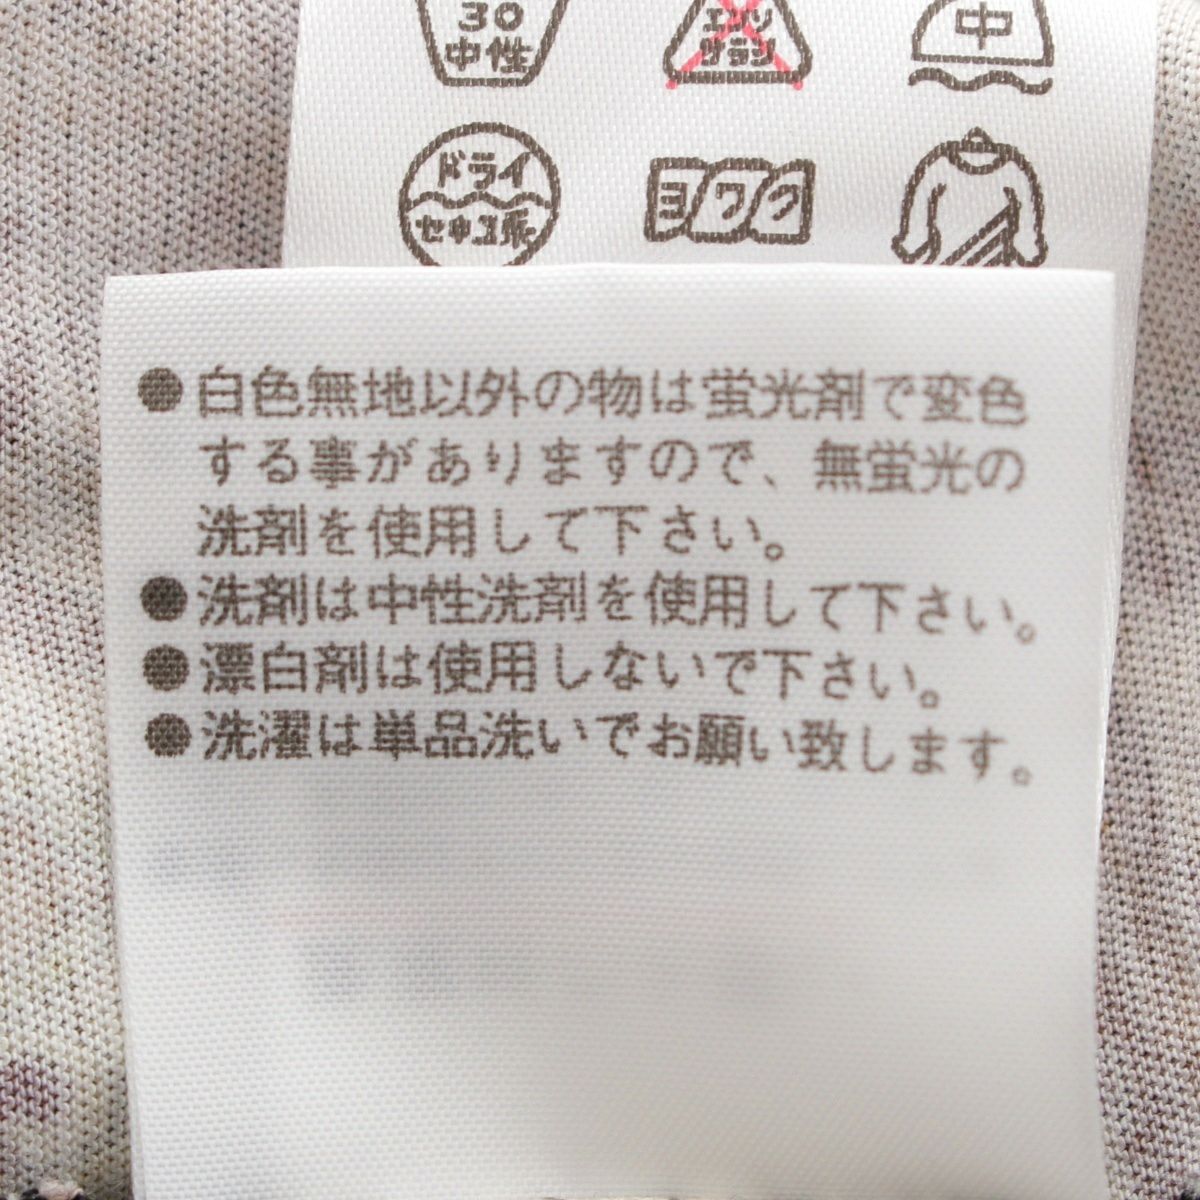 30 エンソ 中
中性 サラシ
ドライ ヨワク
セキユ系
●白色無地以外の物は蛍光剤で変色
する事がありますので、無蛍光の
洗剤を使用して下さい。
●洗剤は中性洗剤を使用して下さい。
●漂白剤は使用しないで下さい。
●洗濯は単品洗いでお願い致します。